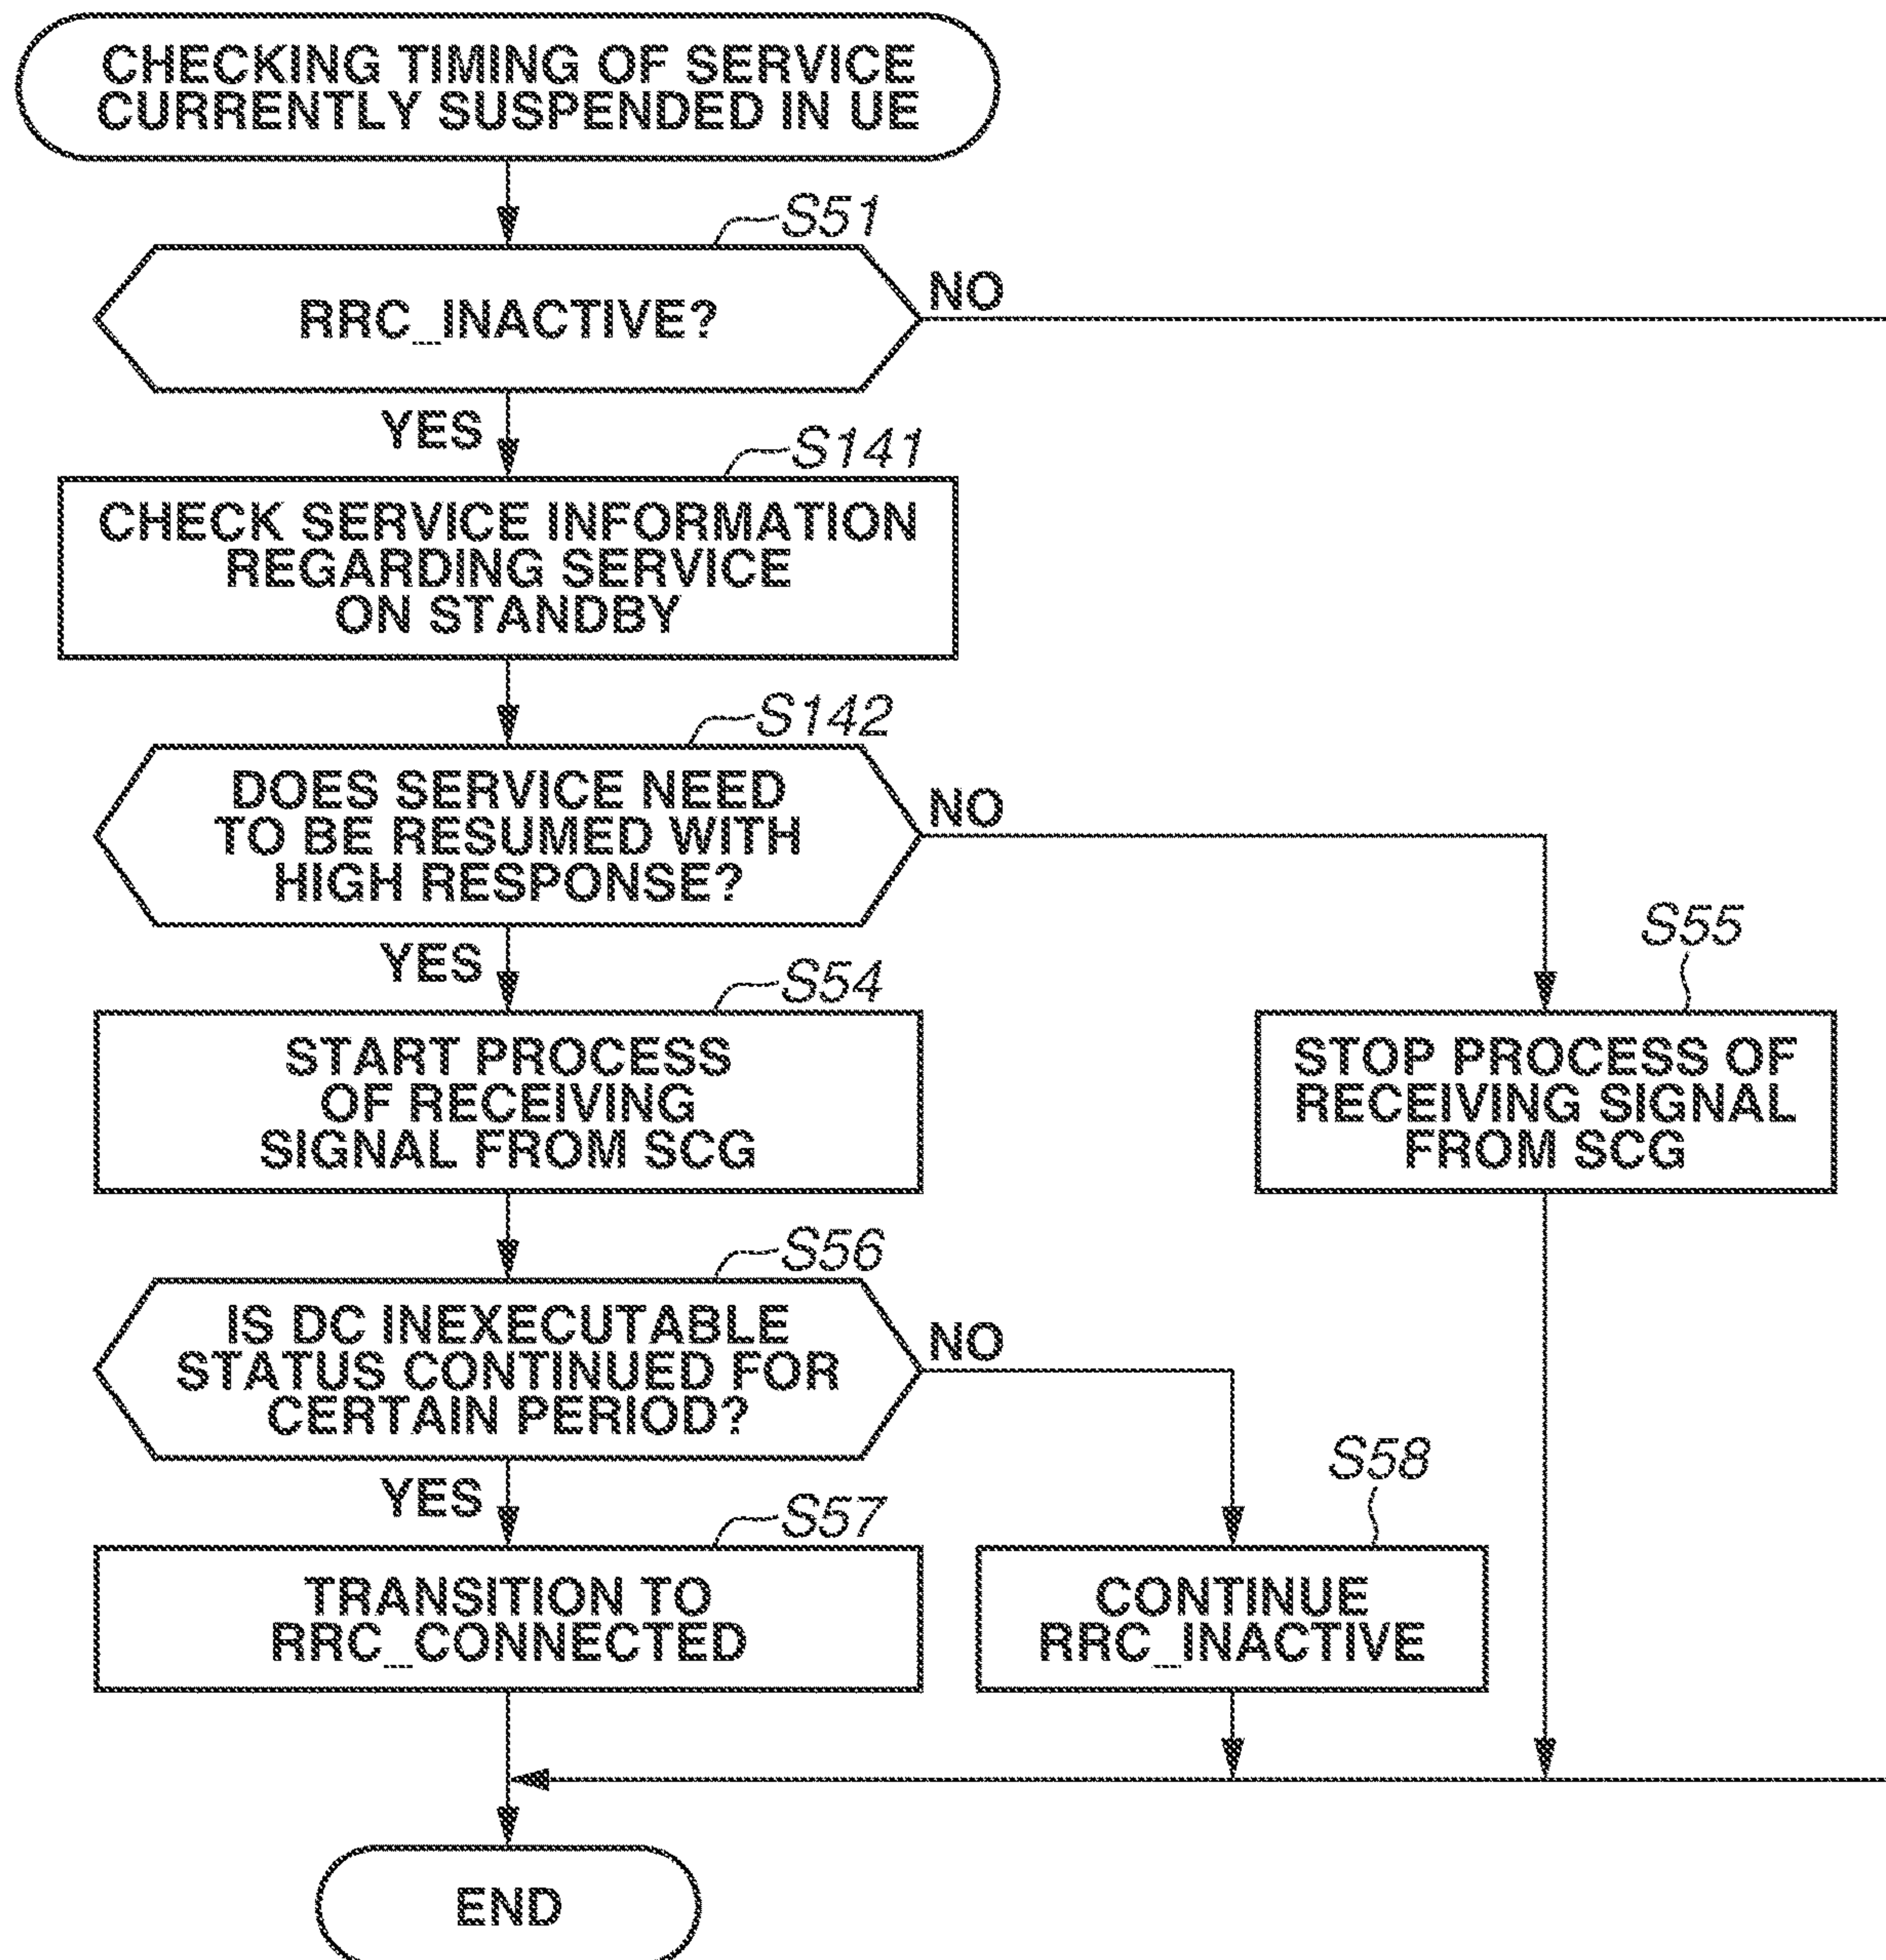 CHECKING TIMING OF SERVICE
CURRENTLY SUSPENDED IN UE
S51
RRC_INACTIVE?
NO
YES
S141
CHECK SERVICE INFORMATION
REGARDING SERVICE
ON STANDBY
S142
DOES SERVICE NEED
TO BE RESUMED WITH
HIGH RESPONSE?
NO
YES
S54
START PROCESS
OF RECEIVING
SIGNAL FROM SCG
S55
STOP PROCESS OF
RECEIVING SIGNAL
FROM SCG
S56
IS DC INEXECUTABLE
STATUS CONTINUED FOR
CERTAIN PERIOD?
NO
YES
S57
TRANSITION TO
RRC_CONNECTED
S58
CONTINUE
RRC_INACTIVE
END